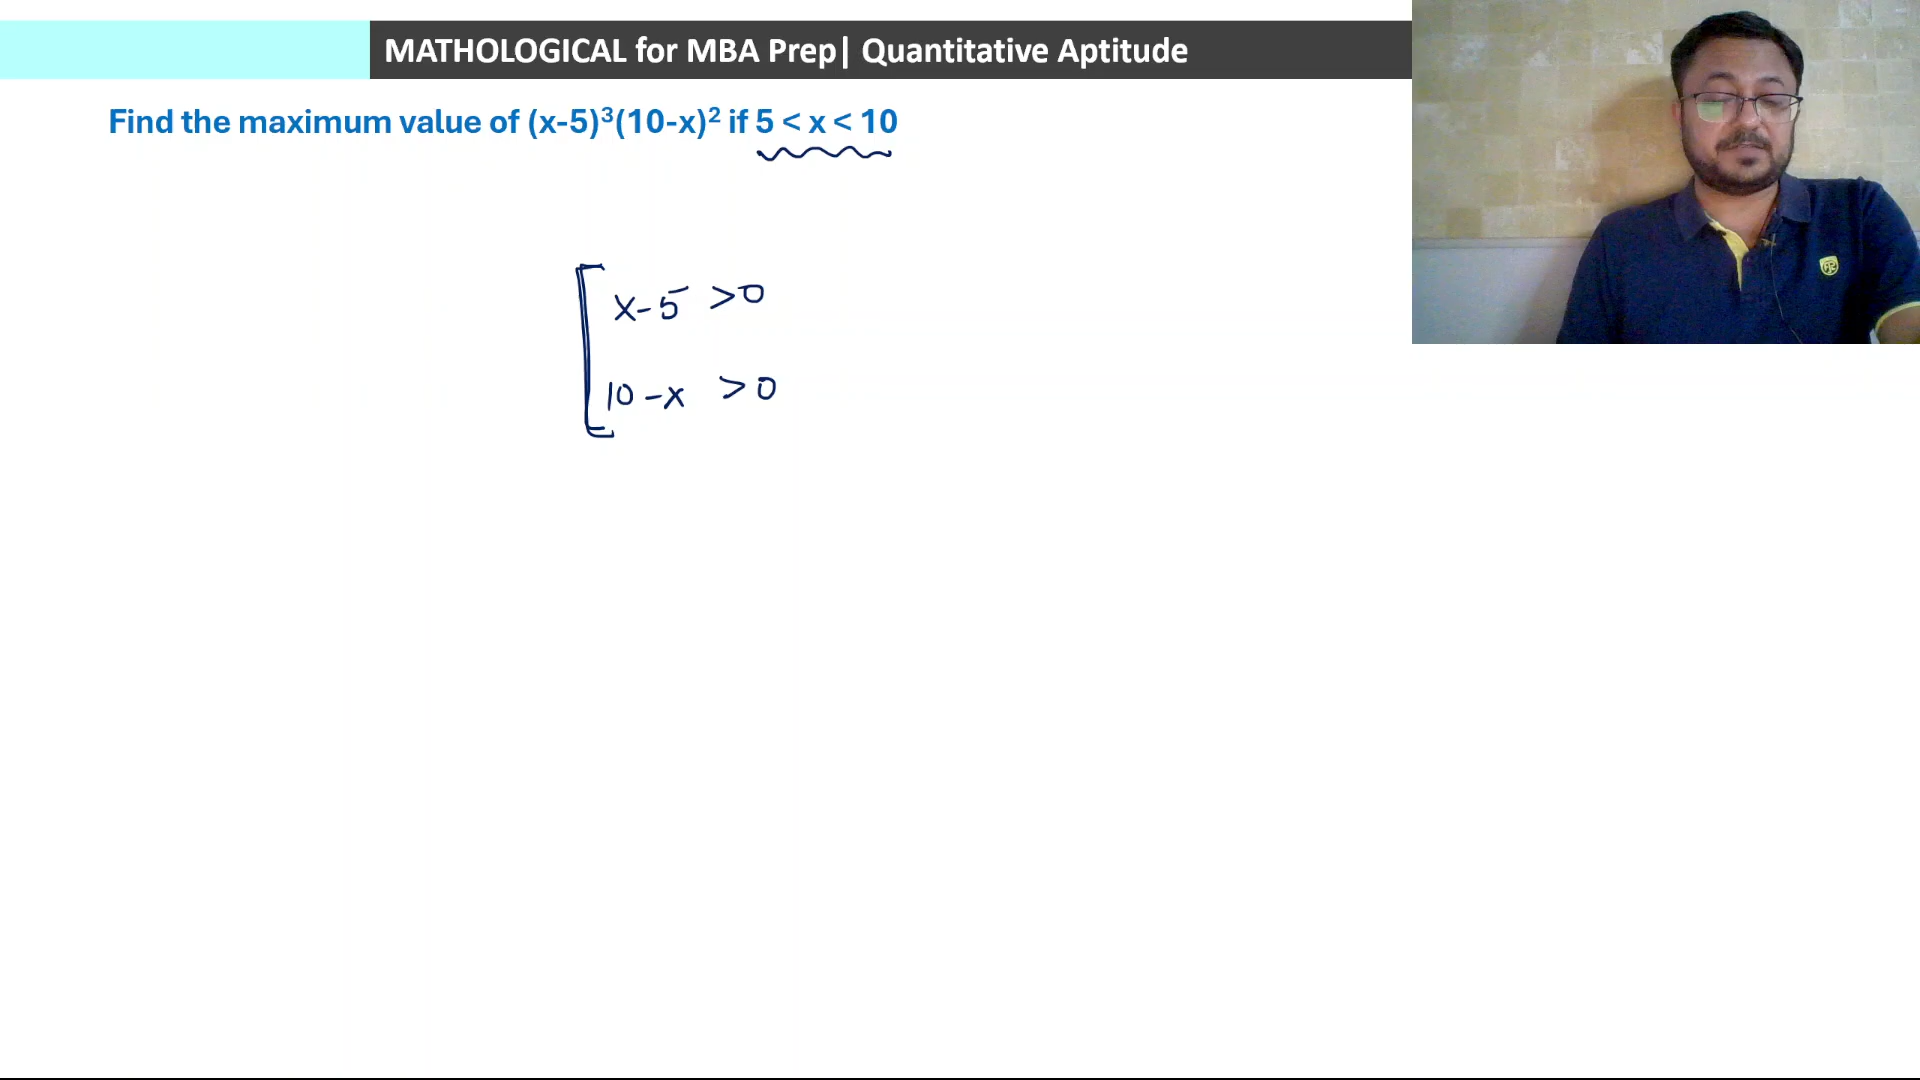 MATHOLOGICAL for MBA Prep| Quantitative Aptitude
Find the maximum value of (x-5)³(10-x)² if 5 < x < 10
x-5 >0
10-x >0